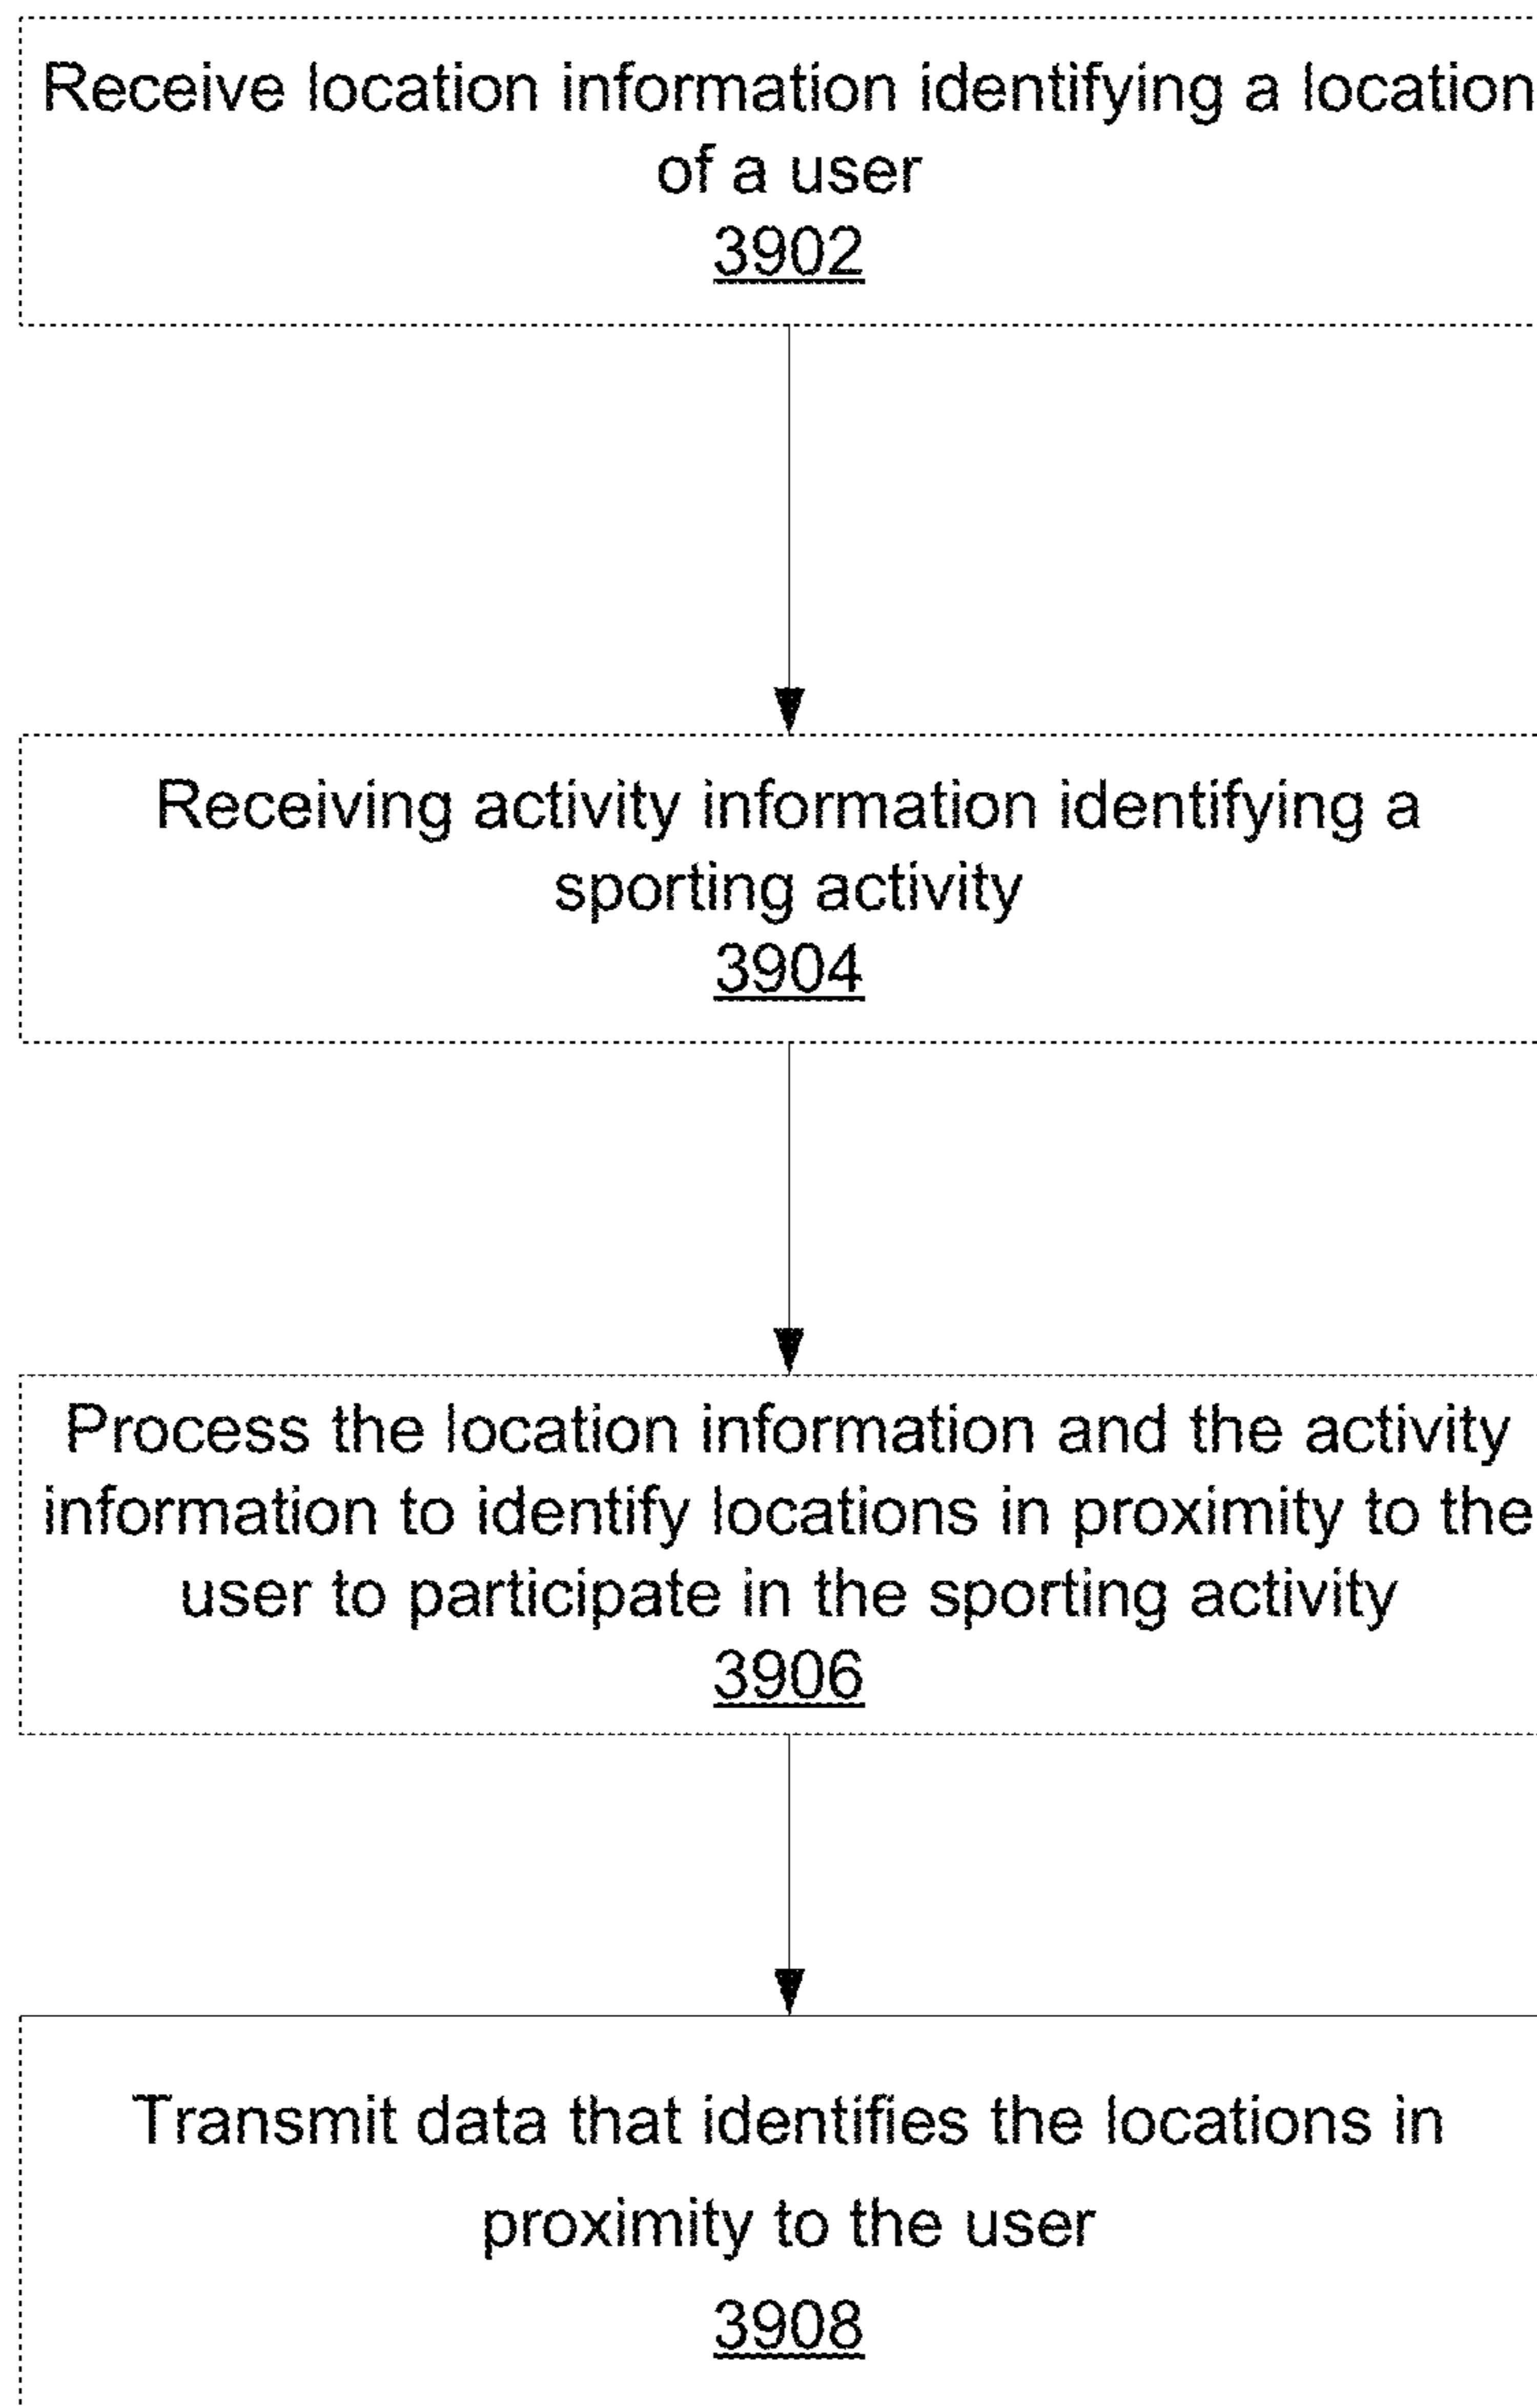 Receive location information identifying a location
of a user
3902
Receiving activity information identifying a
sporting activity
3904
Process the location information and the activity
information to identify locations in proximity to the
user to participate in the sporting activity
3906
Transmit data that identifies the locations in
proximity to the user
3908